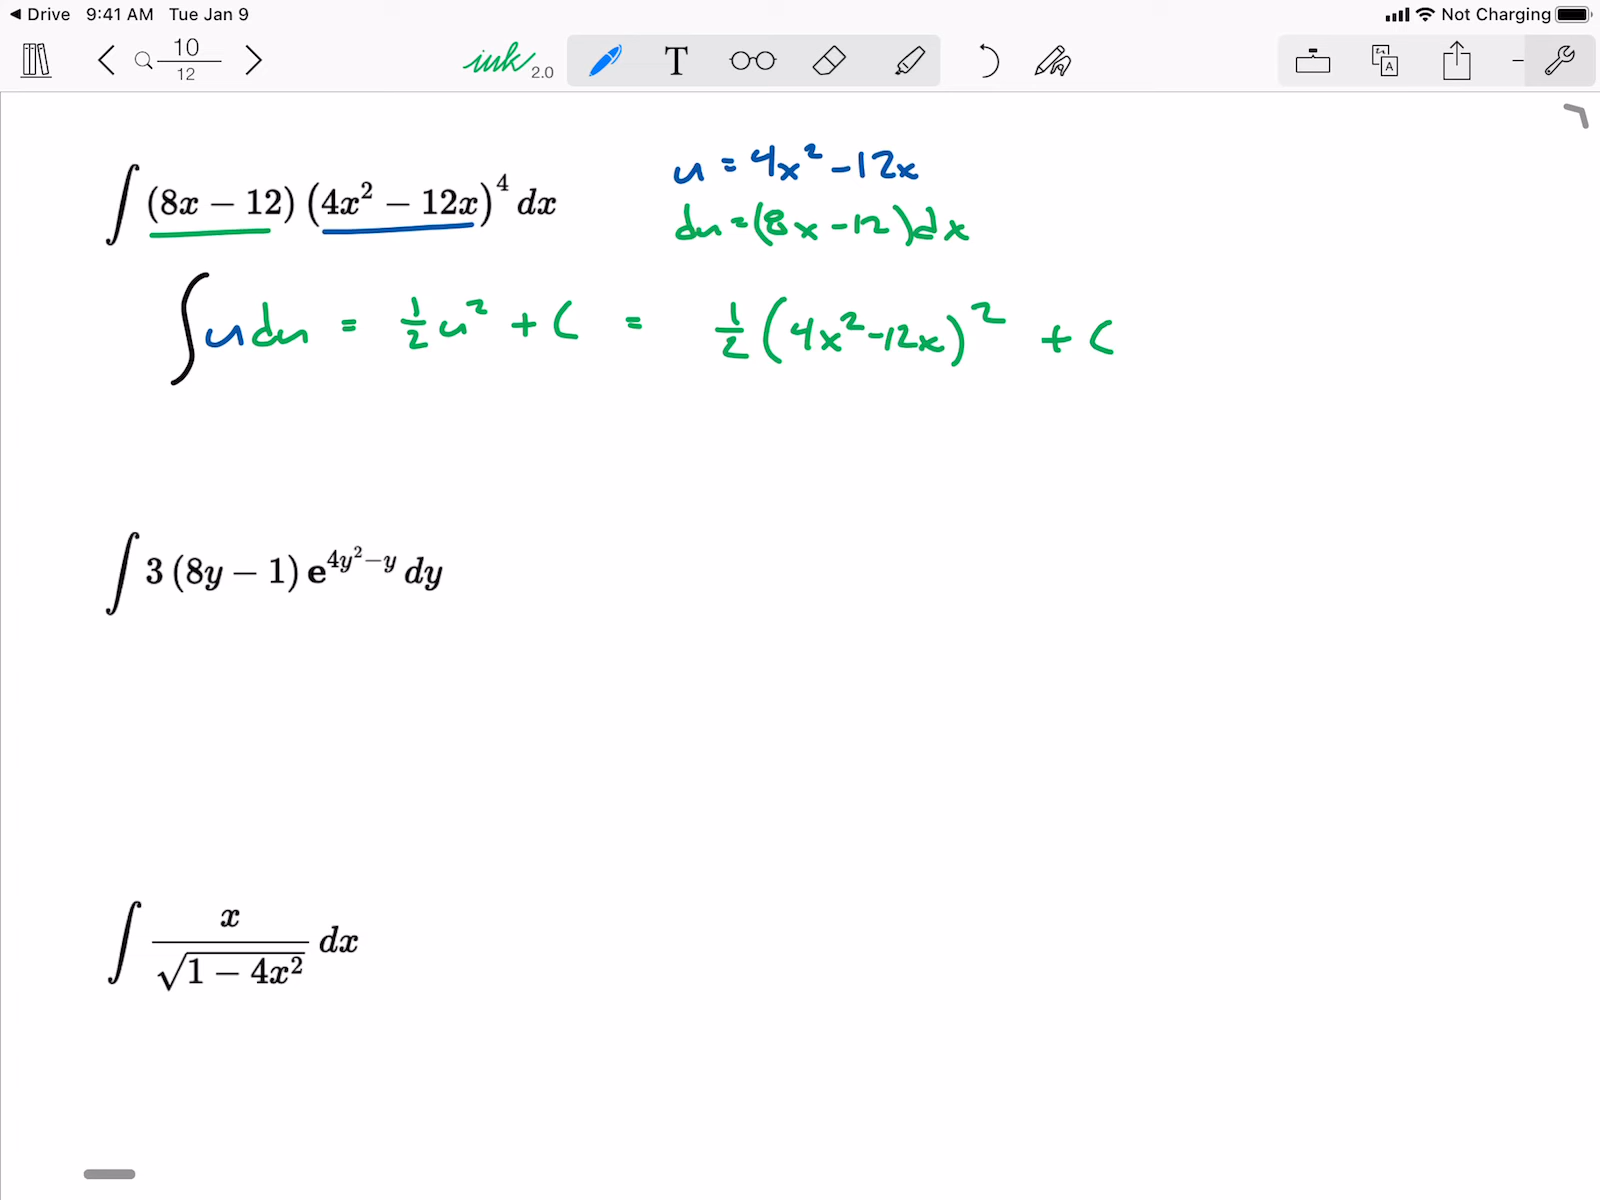 ◀ Drive 9:41 AM Tue Jan 9 Not Charging
10
12
ink 2.0 T A
∫ (8x − 12) (4x² − 12x)⁴ dx
u = 4x² − 12x
du = (8x − 12)dx
∫ u du = ½ u² + C = ½ (4x² − 12x)² + C
∫ 3 (8y − 1) e^{4y² − y} dy
∫ x / √(1 − 4x²) dx